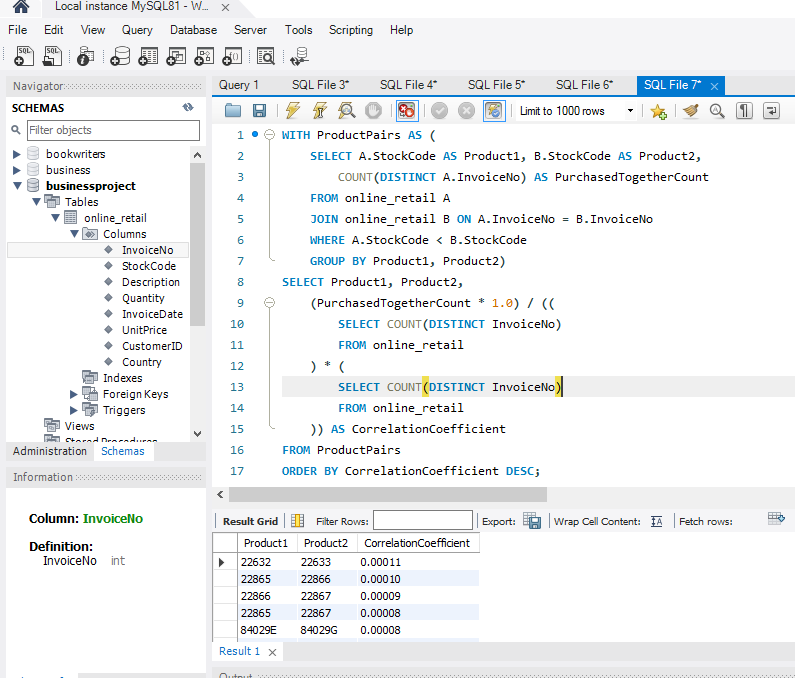 Local instance MySQL81 - W...
File Edit View Query Database Server Tools Scripting Help
Navigator
SCHEMAS
Filter objects
bookwriters
business
businessproject
Tables
online_retail
Columns
InvoiceNo
StockCode
Description
Quantity
InvoiceDate
UnitPrice
CustomerID
Country
Indexes
Foreign Keys
Triggers
Views
Stored Procedures
Administration Schemas
Information
Column: InvoiceNo
Definition:
InvoiceNo int
Query 1 SQL File 3* SQL File 4* SQL File 5* SQL File 6* SQL File 7*
Limit to 1000 rows
1 WITH ProductPairs AS (
2 SELECT A.StockCode AS Product1, B.StockCode AS Product2,
3 COUNT(DISTINCT A.InvoiceNo) AS PurchasedTogetherCount
4 FROM online_retail A
5 JOIN online_retail B ON A.InvoiceNo = B.InvoiceNo
6 WHERE A.StockCode < B.StockCode
7 GROUP BY Product1, Product2)
8 SELECT Product1, Product2,
9 (PurchasedTogetherCount * 1.0) / ((
10 SELECT COUNT(DISTINCT InvoiceNo)
11 FROM online_retail
12 ) * (
13 SELECT COUNT(DISTINCT InvoiceNo)
14 FROM online_retail
15 )) AS CorrelationCoefficient
16 FROM ProductPairs
17 ORDER BY CorrelationCoefficient DESC;
Result Grid Filter Rows: Export: Wrap Cell Content: Fetch rows:
Product1 Product2 CorrelationCoefficient
22632 22633 0.00011
22865 22866 0.00010
22866 22867 0.00009
22865 22867 0.00008
84029E 84029G 0.00008
Result 1
Output